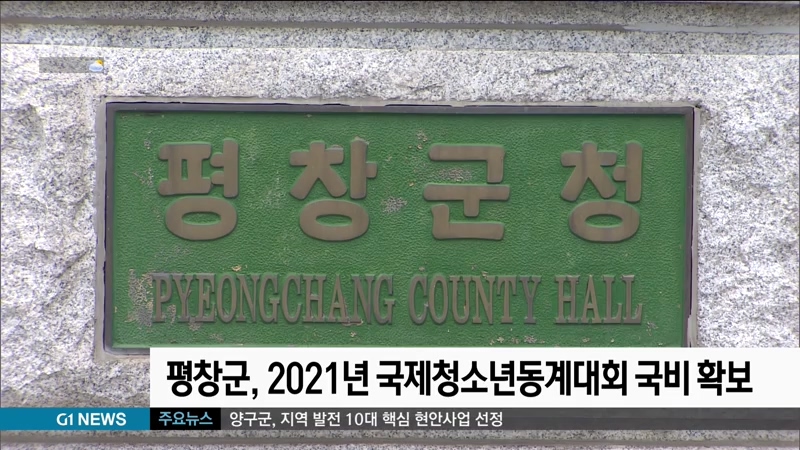 평창군청
PYEONGCHANG COUNTY HALL
평창군, 2021년 국제청소년동계대회 국비 확보
G1 NEWS 주요뉴스 양구군, 지역 발전 10대 핵심 현안사업 선정